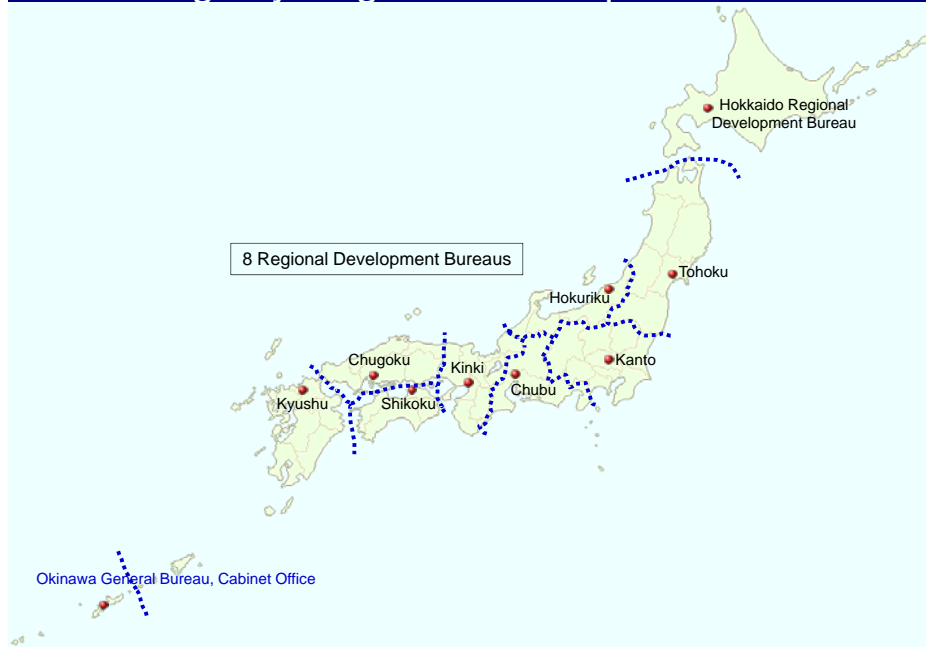 Hokkaido Regional
Development Bureau
8 Regional Development Bureaus
Tohoku
Hokuriku
Kanto
Chugoku
Kinki
Chubu
Kyushu
Shikoku
Okinawa General Bureau, Cabinet Office